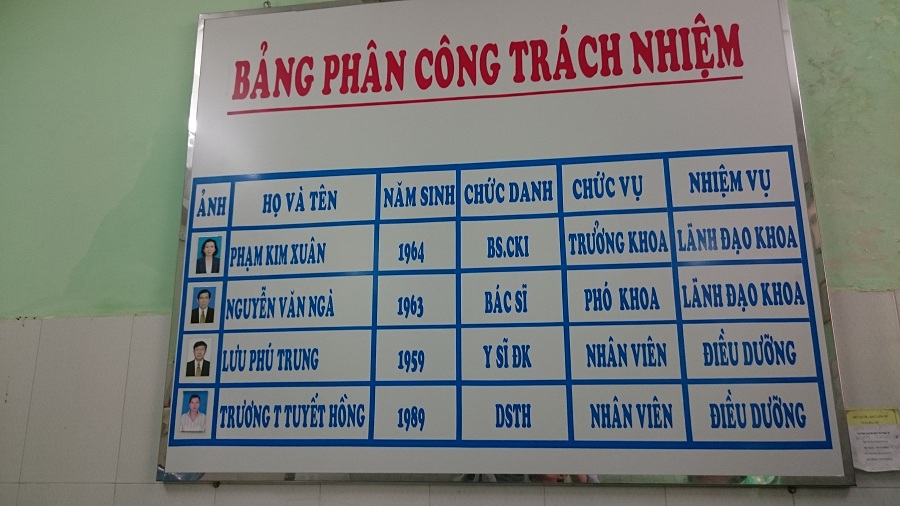 BẢNG PHÂN CÔNG TRÁCH NHIỆM
ẢNH HỌ VÀ TÊN NĂM SINH CHỨC DANH CHỨC VỤ NHIỆM VỤ
PHẠM KIM XUÂN 1964 BS.CKI TRƯỞNG KHOA LÃNH ĐẠO KHOA
NGUYỄN VĂN NGÀ 1963 BÁC SĨ PHÓ KHOA LÃNH ĐẠO KHOA
LƯU PHÚ TRUNG 1959 Y SĨ ĐK NHÂN VIÊN ĐIỀU DƯỠNG
TRƯƠNG T TUYẾT HỒNG 1989 DSTH NHÂN VIÊN ĐIỀU DƯỠNG